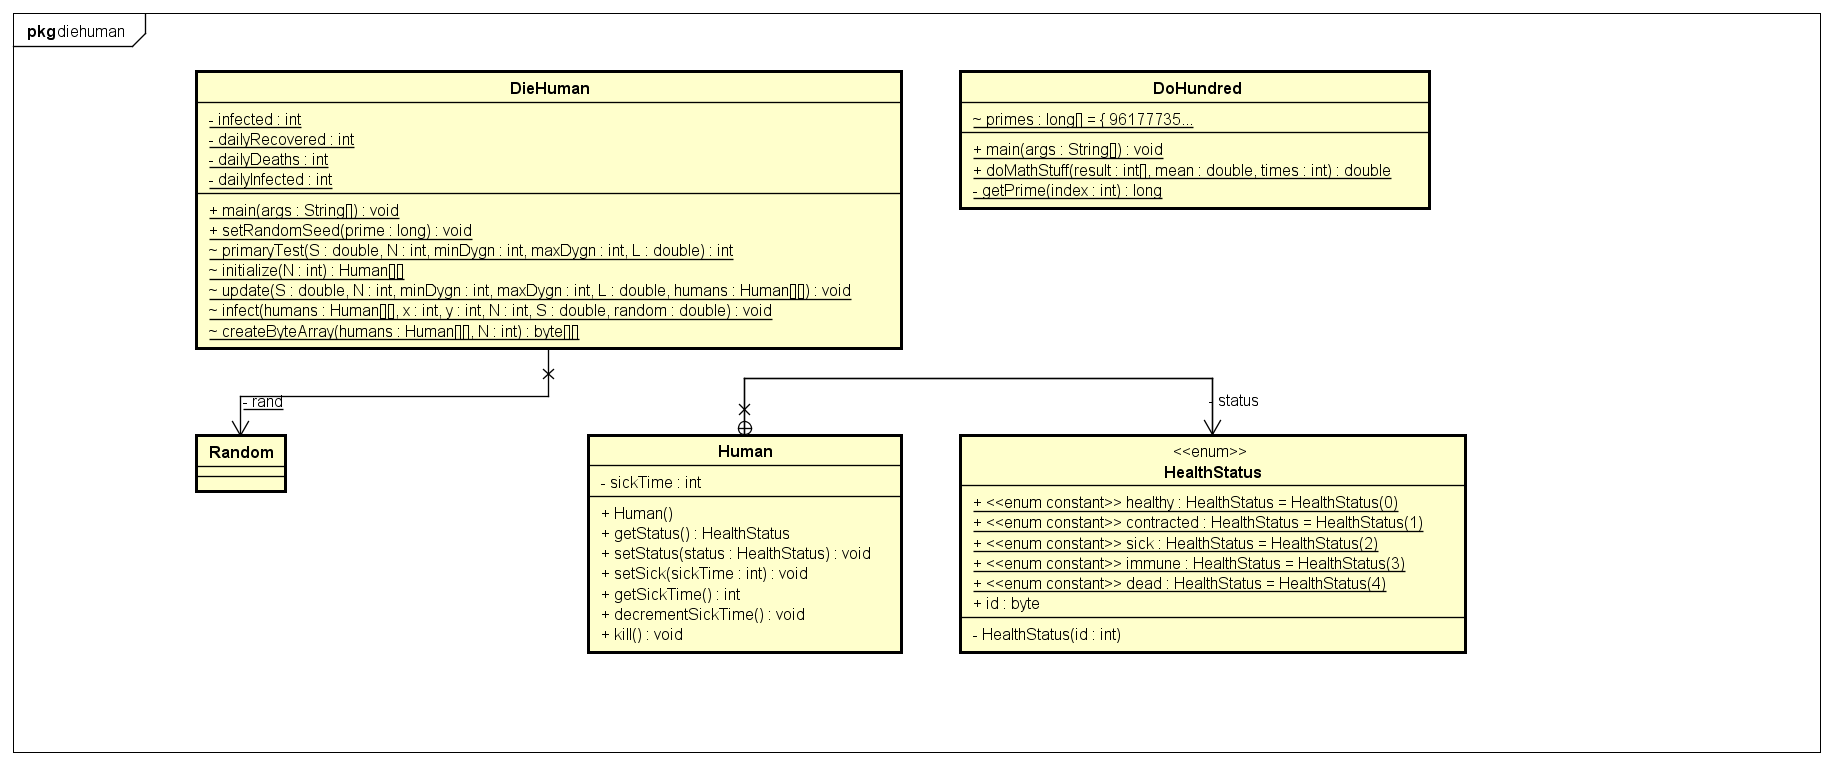 pkg diehuman
DieHuman
- infected : int
- dailyRecovered : int
- dailyDeaths : int
- dailyInfected : int
+ main(args : String[]) : void
+ setRandomSeed(prime : long) : void
~ primaryTest(S : double, N : int, minDygn : int, maxDygn : int, L : double) : int
~ initialize(N : int) : Human[][]
~ update(S : double, N : int, minDygn : int, maxDygn : int, L : double, humans : Human[][]) : void
~ infect(humans : Human[][], x : int, y : int, N : int, S : double, random : double) : void
~ createByteArray(humans : Human[][], N : int) : byte[][]
DoHundred
~ primes : long[] = { 96177735...
+ main(args : String[]) : void
+ doMathStuff(result : int[], mean : double, times : int) : double
- getPrime(index : int) : long
- rand
- status
Random
Human
- sickTime : int
+ Human()
+ getStatus() : HealthStatus
+ setStatus(status : HealthStatus) : void
+ setSick(sickTime : int) : void
+ getSickTime() : int
+ decrementSickTime() : void
+ kill() : void
<<enum>>
HealthStatus
+ <<enum constant>> healthy : HealthStatus = HealthStatus(0)
+ <<enum constant>> contracted : HealthStatus = HealthStatus(1)
+ <<enum constant>> sick : HealthStatus = HealthStatus(2)
+ <<enum constant>> immune : HealthStatus = HealthStatus(3)
+ <<enum constant>> dead : HealthStatus = HealthStatus(4)
+ id : byte
- HealthStatus(id : int)